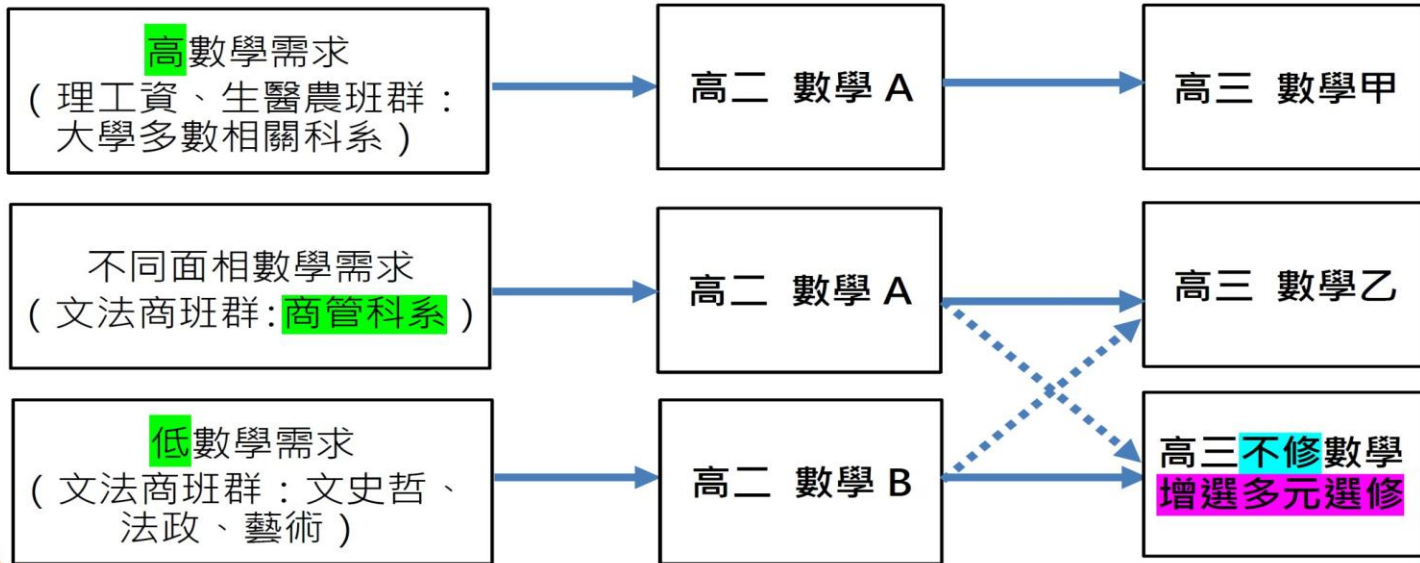 高數學需求
( 理工資、生醫農班群：
大學多數相關科系 )
高二 數學 A
高三 數學甲
不同面相數學需求
( 文法商班群:商管科系 )
高二 數學 A
高三 數學乙
低數學需求
( 文法商班群：文史哲、
法政、藝術 )
高二 數學 B
高三不修數學
增選多元選修